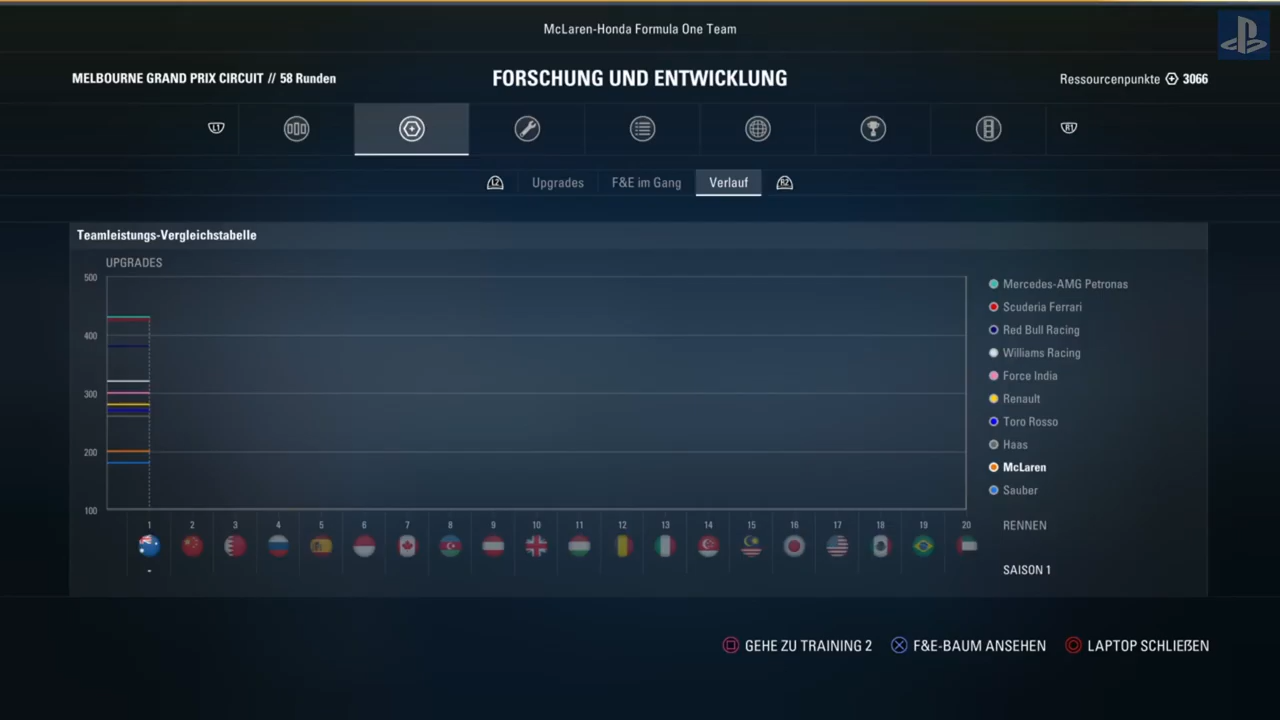 McLaren-Honda Formula One Team
MELBOURNE GRAND PRIX CIRCUIT // 58 Runden
FORSCHUNG UND ENTWICKLUNG
Ressourcenpunkte 3066
L1
R1
L2
Upgrades
F&E im Gang
Verlauf
R2
Teamleistungs-Vergleichstabelle
UPGRADES
500
400
300
200
100
Mercedes-AMG Petronas
Scuderia Ferrari
Red Bull Racing
Williams Racing
Force India
Renault
Toro Rosso
Haas
McLaren
Sauber
1 2 3 4 5 6 7 8 9 10 11 12 13 14 15 16 17 18 19 20
RENNEN
-
SAISON 1
GEHE ZU TRAINING 2
F&E-BAUM ANSEHEN
LAPTOP SCHLIEẞEN